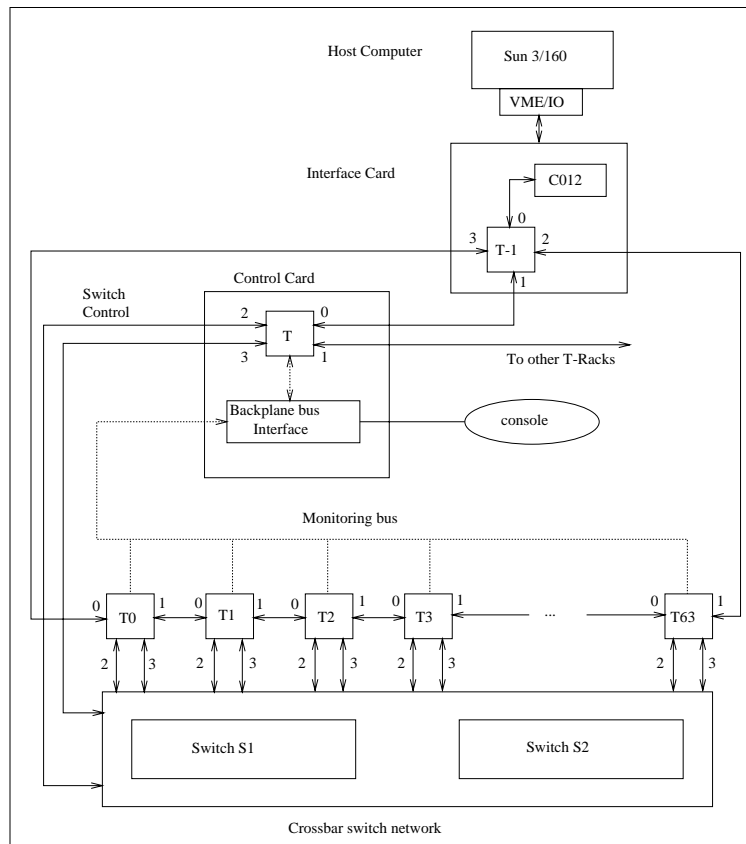 Host Computer
Sun 3/160
VME/IO
Interface Card
C012
0
3
T-1
2
1
Control Card
Switch
Control
2
0
T
3
1
To other T-Racks
Backplane bus
Interface
console
Monitoring bus
0
T0
1
0
T1
1
0
T2
1
0
T3
1
...
0
T63
1
2
3
2
3
2
3
2
3
2
3
Switch S1
Switch S2
Crossbar switch network